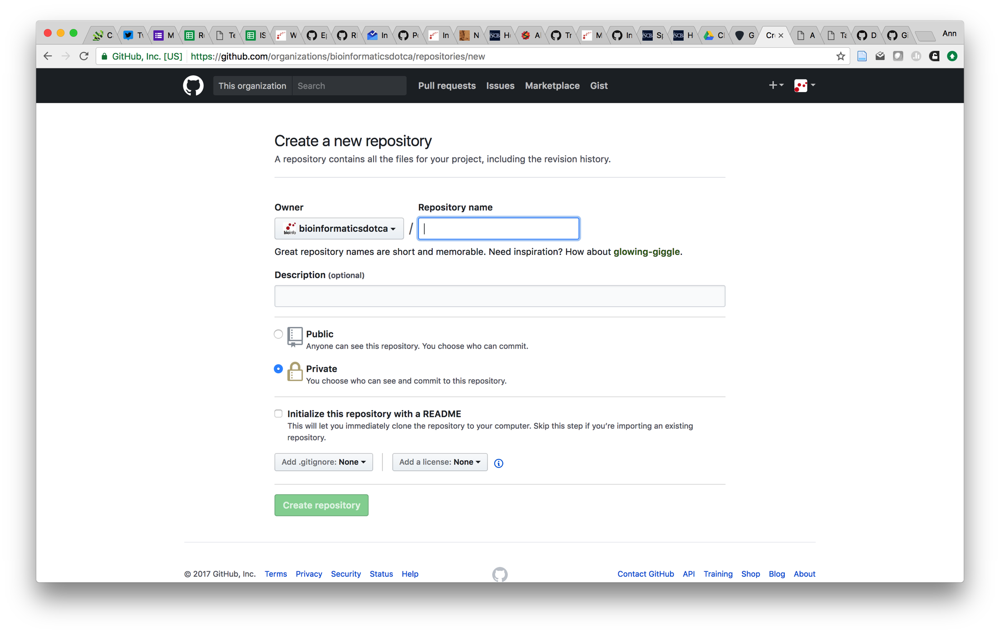 C Tw M Re Te IS W Ep In Po In N Ho Al Tr M In Sp H Cl G Cr A Ta D Gi Ann
GitHub, Inc. [US] https://github.com/organizations/bioinformaticsdotca/repositories/new
This organization Search Pull requests Issues Marketplace Gist
Create a new repository
A repository contains all the files for your project, including the revision history.
Owner Repository name
bioinfo bioinformaticsdotca /
Great repository names are short and memorable. Need inspiration? How about glowing-giggle.
Description (optional)
Public
Anyone can see this repository. You choose who can commit.
Private
You choose who can see and commit to this repository.
Initialize this repository with a README
This will let you immediately clone the repository to your computer. Skip this step if you’re importing an existing
repository.
Add .gitignore: None Add a license: None
Create repository
© 2017 GitHub, Inc. Terms Privacy Security Status Help Contact GitHub API Training Shop Blog About